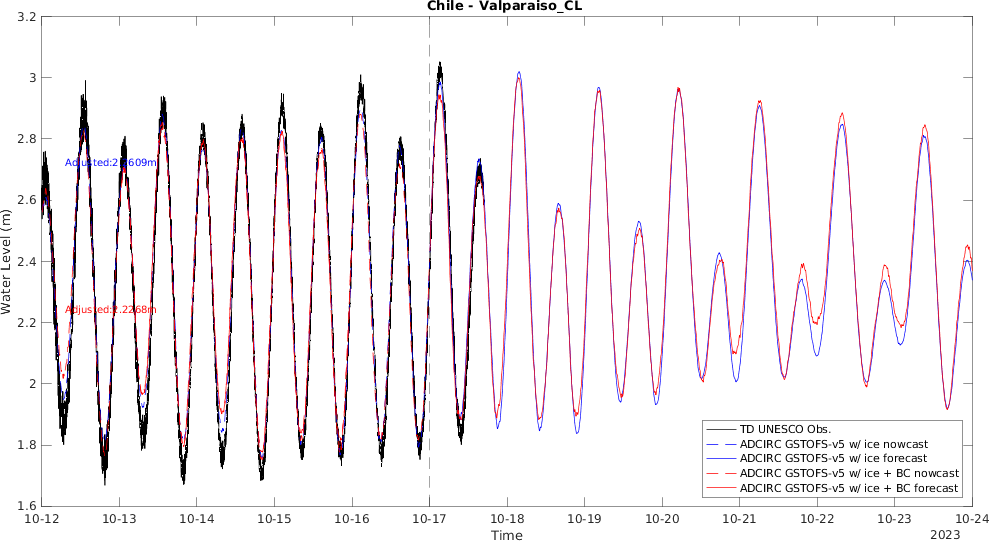 Chile - Valparaiso_CL
3.2
3
2.8
2.6
2.4
2.2
2
1.8
1.6
Water Level (m)
10-12
10-13
10-14
10-15
10-16
10-17
10-18
10-19
10-20
10-21
10-22
10-23
10-24
Time
2023
TD UNESCO Obs.
ADCIRC GSTOFS-v5 w/ ice nowcast
ADCIRC GSTOFS-v5 w/ ice forecast
ADCIRC GSTOFS-v5 w/ ice + BC nowcast
ADCIRC GSTOFS-v5 w/ ice + BC forecast